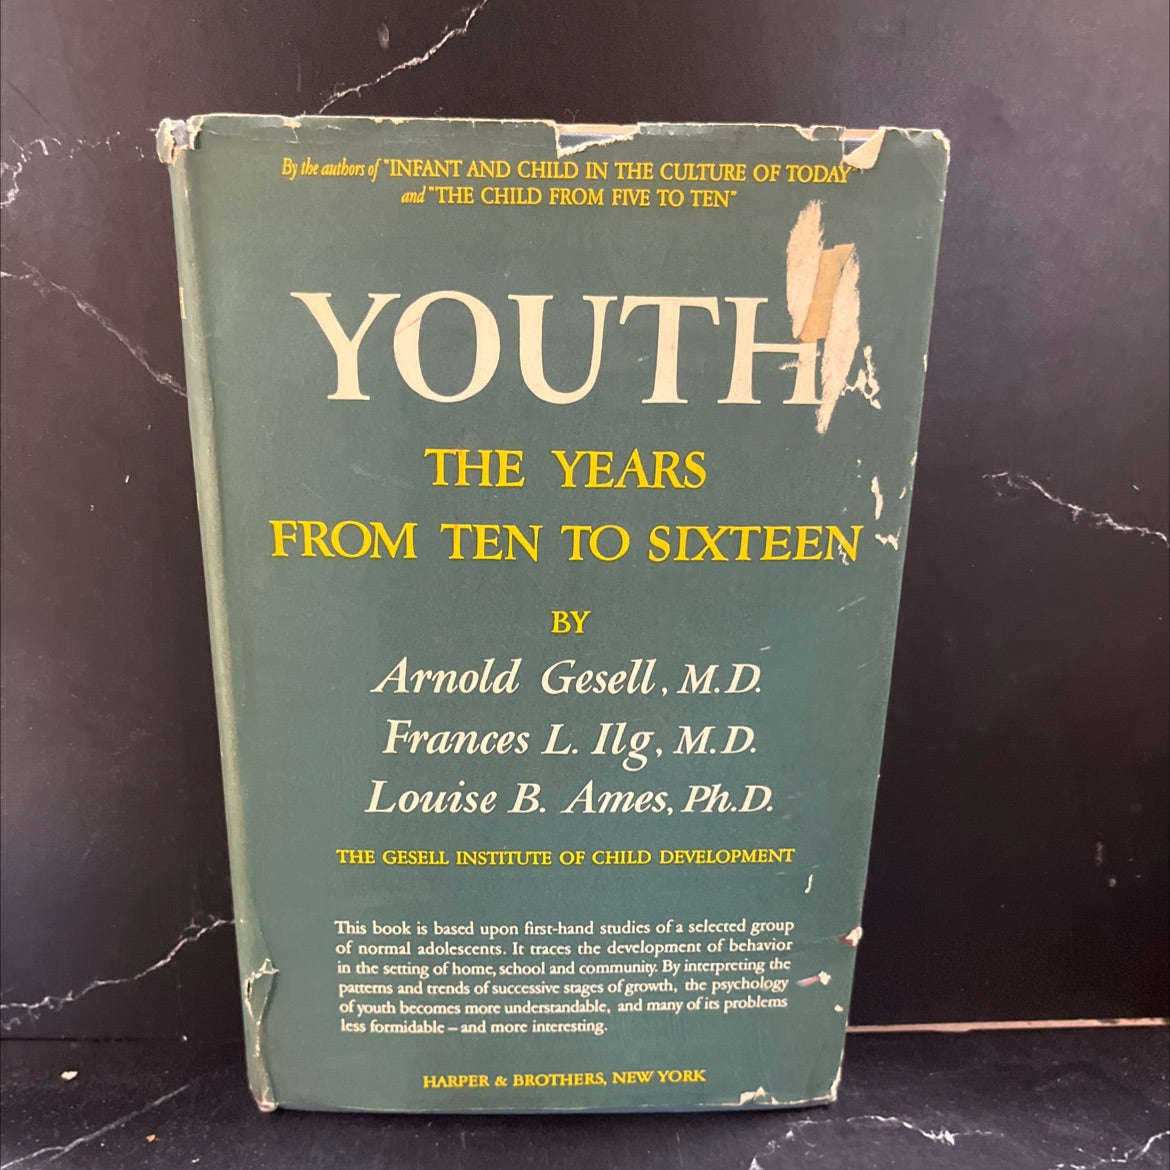 By the authors of "INFANT AND CHILD IN THE CULTURE OF TODAY"
and "THE CHILD FROM FIVE TO TEN"
YOUTH
THE YEARS
FROM TEN TO SIXTEEN
BY
Arnold Gesell, M.D.
Frances L. Ilg, M.D.
Louise B. Ames, Ph.D.
THE GESELL INSTITUTE OF CHILD DEVELOPMENT
This book is based upon first-hand studies of a selected group
of normal adolescents. It traces the development of behavior
in the setting of home, school and community. By interpreting the
patterns and trends of successive stages of growth, the psychology
of youth becomes more understandable, and many of its problems
less formidable – and more interesting.
HARPER & BROTHERS, NEW YORK